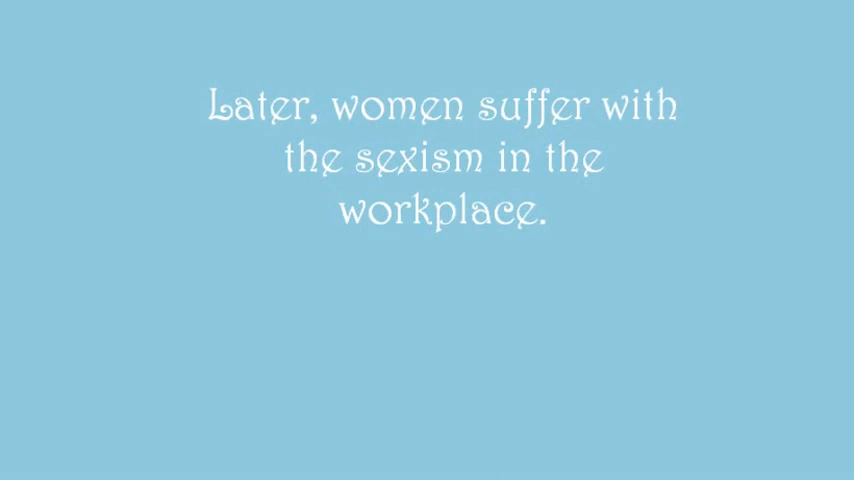 Later, women suffer with
the sexism in the
workplace.